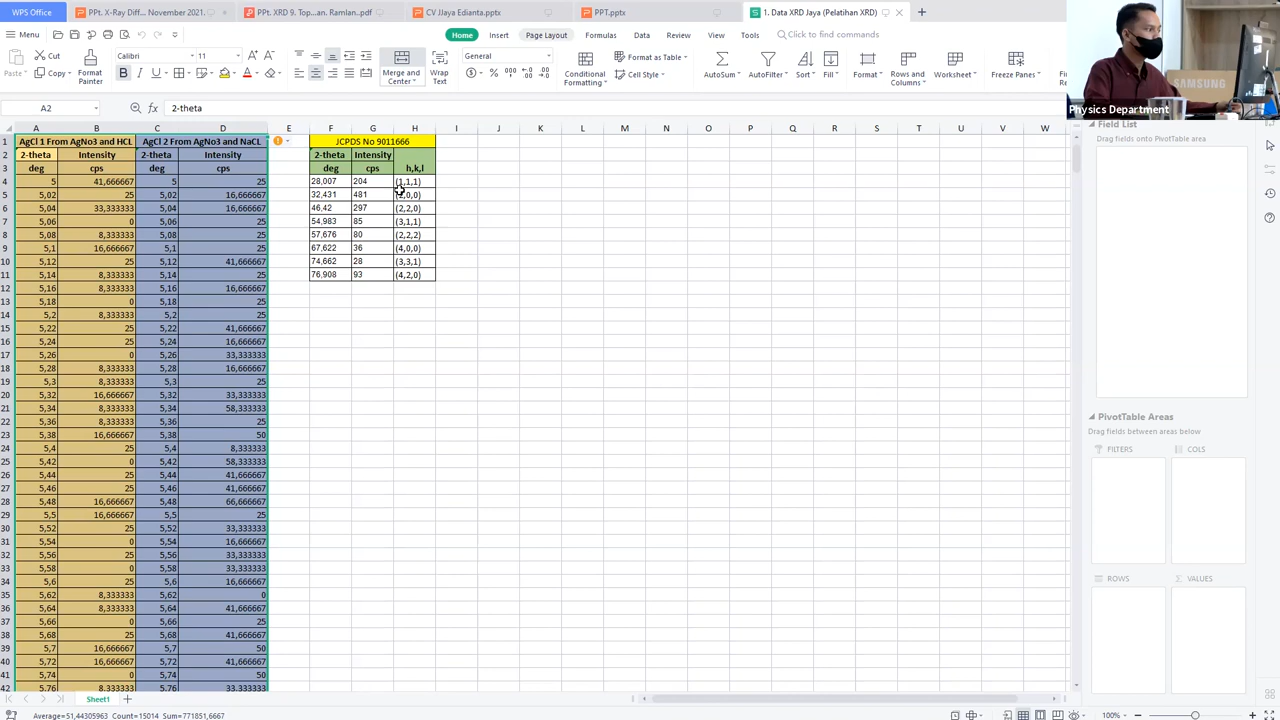 WPS Office
PPt. X-Ray Diff... November 2021.
PPt. XRD 9. Top...an. Ramlan..pdf
CV JJaya Edianta.pptx
PPT.pptx
1. Data XRD Jaya (Pelatihan XRD)
Menu
Home
Insert
Page Layout
Formulas
Data
Review
View
Tools
Click to find commands
Paste
Cut
Copy
Format Painter
Calibri
11
Merge and Center
Wrap Text
General
Conditional Formatting
Format as Table
Cell Style
AutoSum
AutoFilter
Sort
Fill
Format
Rows and Columns
Worksheet
Freeze Panes
SAMSUNG
Physics Department
A2
2-theta
A B C D E F G H I J K L M N O P Q R S T U V W
1 AgCl 1 From AgNo3 and HCL AgCl 2 From AgNo3 and NaCL JCPDS No 9011666
2 2-theta Intensity 2-theta Intensity 2-theta Intensity
3 deg cps deg cps deg cps h,k,l
4 5 41,666667 5 25 28,007 204 (1,1,1)
5 5,02 25 5,02 16,666667 32,431 481 (2,0,0)
6 5,04 33,333333 5,04 16,666667 46,42 297 (2,2,0)
7 5,06 0 5,06 25 54,983 85 (3,1,1)
8 5,08 8,333333 5,08 25 57,676 80 (2,2,2)
9 5,1 16,666667 5,1 25 67,622 36 (4,0,0)
10 5,12 25 5,12 41,666667 74,662 28 (3,3,1)
11 5,14 8,333333 5,14 25 76,908 93 (4,2,0)
12 5,16 8,333333 5,16 16,666667
13 5,18 0 5,18 25
14 5,2 8,333333 5,2 25
15 5,22 25 5,22 41,666667
16 5,24 25 5,24 16,666667
17 5,26 0 5,26 33,333333
18 5,28 8,333333 5,28 16,666667
19 5,3 8,333333 5,3 25
20 5,32 16,666667 5,32 33,333333
21 5,34 8,333333 5,34 58,333333
22 5,36 8,333333 5,36 25
23 5,38 16,666667 5,38 50
24 5,4 25 5,4 8,333333
25 5,42 0 5,42 58,333333
26 5,44 25 5,44 41,666667
27 5,46 25 5,46 41,666667
28 5,48 16,666667 5,48 66,666667
29 5,5 16,666667 5,5 25
30 5,52 25 5,52 33,333333
31 5,54 0 5,54 16,666667
32 5,56 25 5,56 33,333333
33 5,58 0 5,58 33,333333
34 5,6 25 5,6 16,666667
35 5,62 8,333333 5,62 0
36 5,64 8,333333 5,64 41,666667
37 5,66 0 5,66 25
38 5,68 25 5,68 41,666667
39 5,7 16,666667 5,7 50
40 5,72 16,666667 5,72 41,666667
41 5,74 0 5,74 50
42 5,76 8,333333 5,76 33,333333
Field List
Drag fields onto PivotTable area
PivotTable Areas
Drag fields between areas below
FILTERS
COLS
ROWS
VALUES
Sheet1
Average=51,44305963 Count=15014 Sum=771851,6667
100%